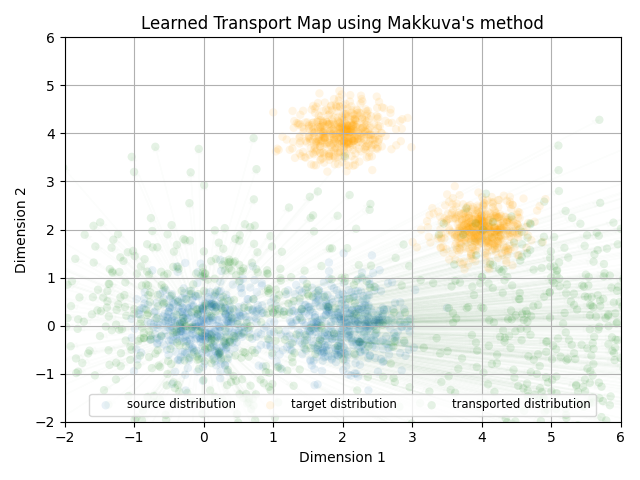 Learned Transport Map using Makkuva's method
6
5
4
3
2
1
0
−1
−2
Dimension 2
source distribution target distribution transported distribution
−2 −1 0 1 2 3 4 5 6
Dimension 1